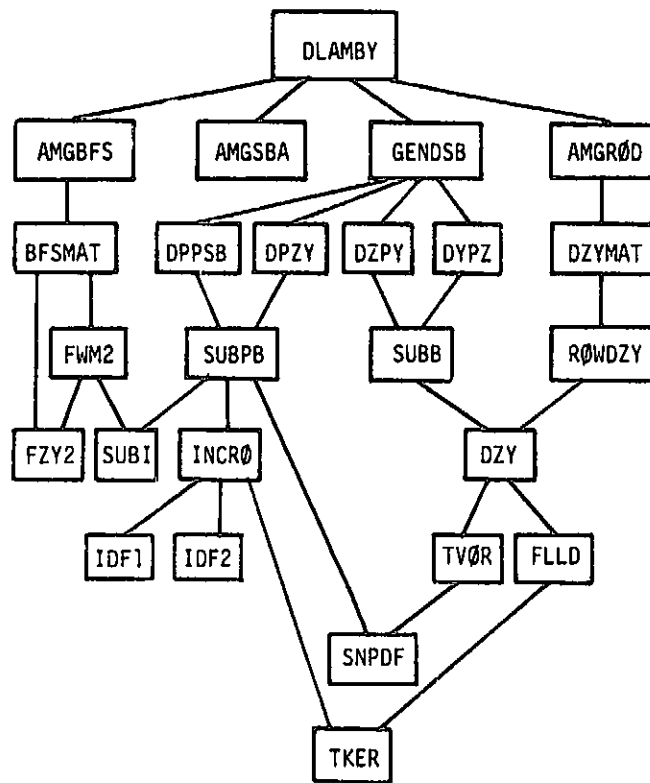 DLAMBY
AMGBFS AMGSBA GENDSB AMGRØD
BFSMAT DPPSB DPZY DZPY DYPZ DZYMAT
FWM2 SUBPB SUBB RØWDZY
FZY2 SUBI INCRØ DZY
IDF1 IDF2 TVØR FLLD
SNPDF
TKER